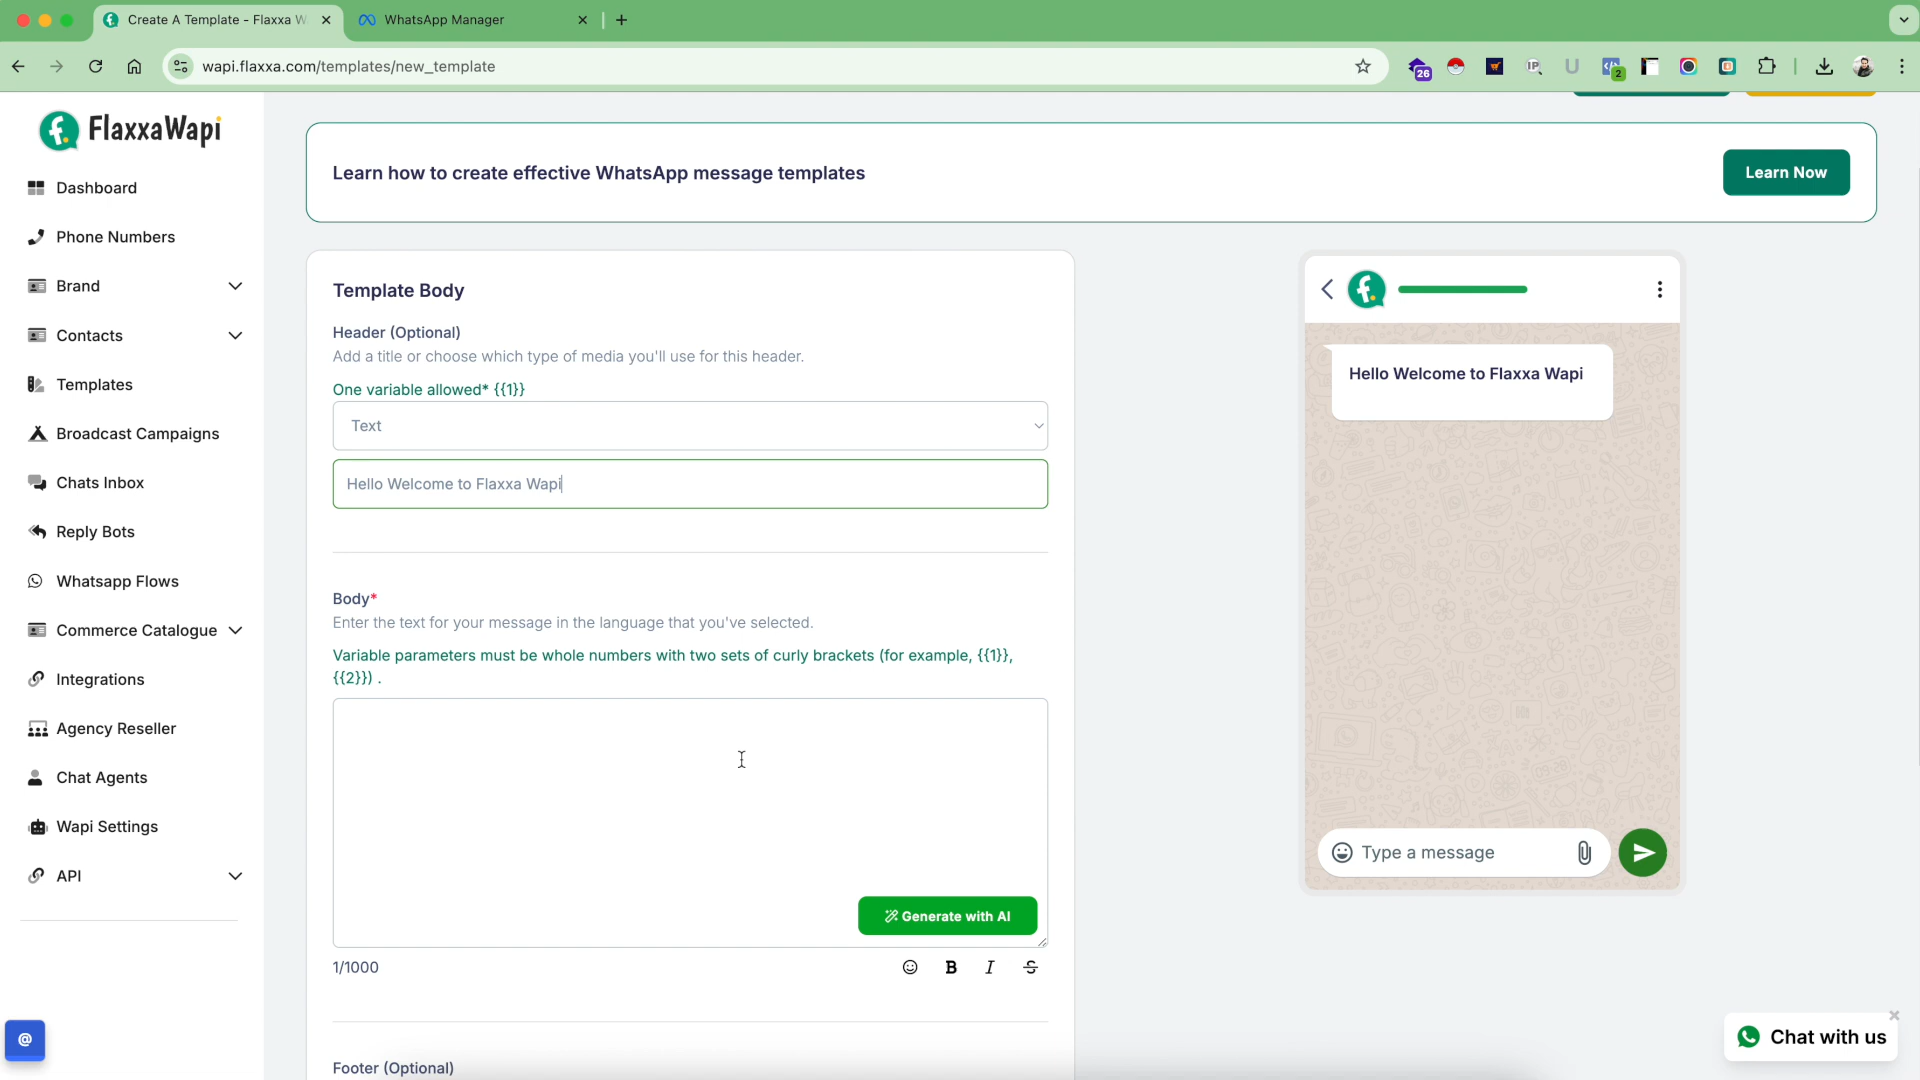 Create A Template - Flaxxa W
WhatsApp Manager
wapi.flaxxa.com/templates/new_template
26
IP
U
2
FlaxxaWapi
Dashboard
Phone Numbers
Brand
Contacts
Templates
Broadcast Campaigns
Chats Inbox
Reply Bots
Whatsapp Flows
Commerce Catalogue
Integrations
Agency Reseller
Chat Agents
Wapi Settings
API
@
Learn how to create effective WhatsApp message templates
Learn Now
Template Body
Header (Optional)
Add a title or choose which type of media you'll use for this header.
One variable allowed* {{1}}
Text
Hello Welcome to Flaxxa Wapi
Body*
Enter the text for your message in the language that you've selected.
Variable parameters must be whole numbers with two sets of curly brackets (for example, {{1}},
{{2}}) .
Generate with AI
1/1000
B I S
Footer (Optional)
Hello Welcome to Flaxxa Wapi
Type a message
Chat with us